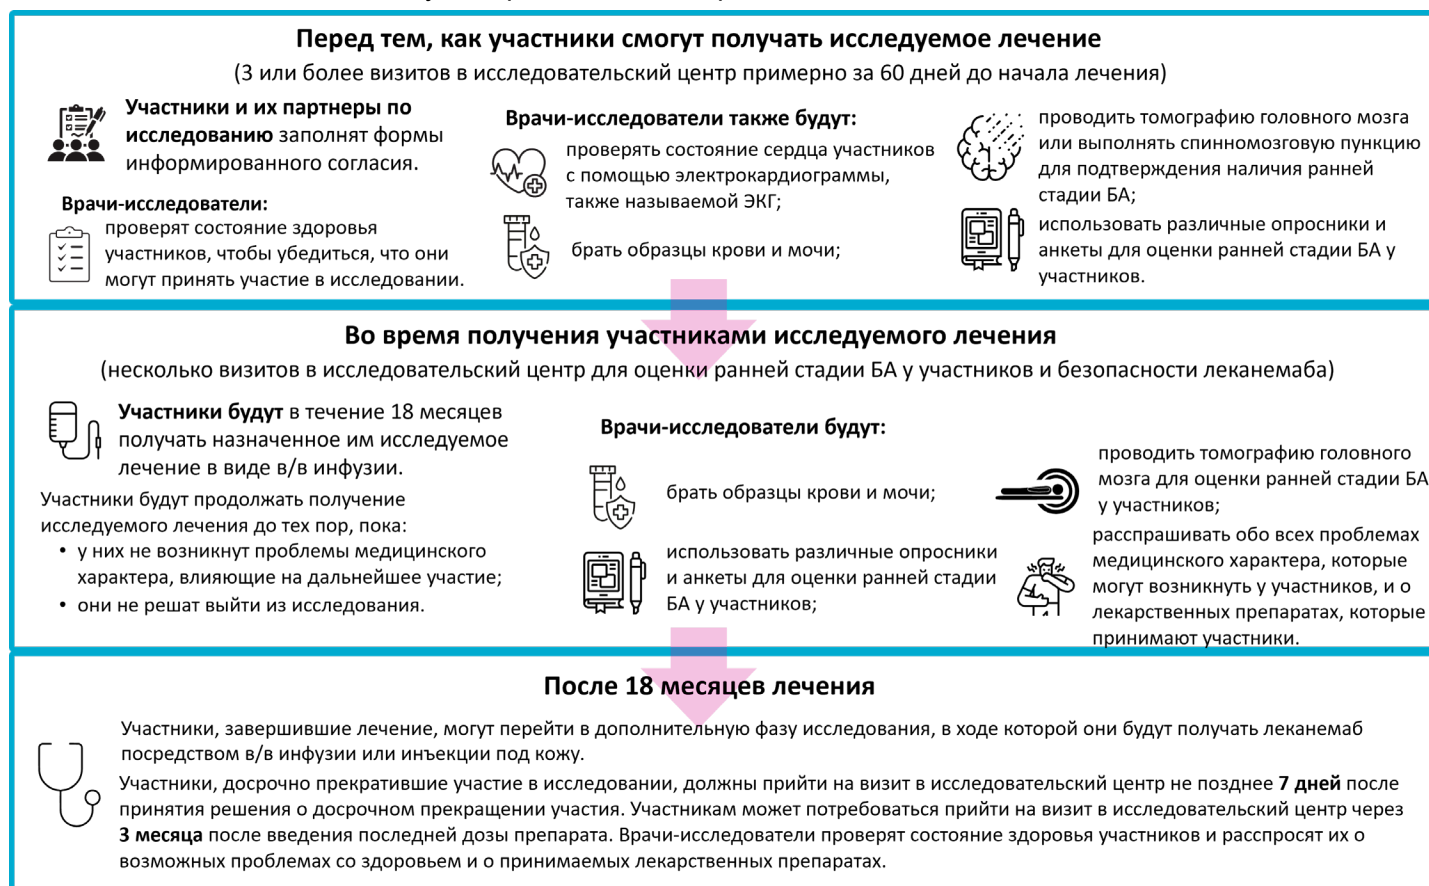 Перед тем, как участники смогут получать исследуемое лечение
(3 или более визитов в исследовательский центр примерно за 60 дней до начала лечения)
Участники и их партнеры по
исследованию заполнят формы
информированного согласия.
Врачи-исследователи:
проверят состояние здоровья
участников, чтобы убедиться, что они
могут принять участие в исследовании.
Врачи-исследователи также будут:
проверять состояние сердца участников
с помощью электрокардиограммы,
также называемой ЭКГ;
брать образцы крови и мочи;
проводить томографию головного мозга
или выполнять спинномозговую пункцию
для подтверждения наличия ранней
стадии БА;
использовать различные опросники и
анкеты для оценки ранней стадии БА у
участников.
Во время получения участниками исследуемого лечения
(несколько визитов в исследовательский центр для оценки ранней стадии БА у участников и безопасности леканемаба)
Участники будут в течение 18 месяцев
получать назначенное им исследуемое
лечение в виде в/в инфузии.
Участники будут продолжать получение
исследуемого лечения до тех пор, пока:
• у них не возникнут проблемы медицинского
характера, влияющие на дальнейшее участие;
• они не решат выйти из исследования.
Врачи-исследователи будут:
брать образцы крови и мочи;
использовать различные опросники
и анкеты для оценки ранней стадии
БА у участников;
проводить томографию головного
мозга для оценки ранней стадии БА
у участников;
расспрашивать обо всех проблемах
медицинского характера, которые
могут возникнуть у участников, и о
лекарственных препаратах, которые
принимают участники.
После 18 месяцев лечения
Участники, завершившие лечение, могут перейти в дополнительную фазу исследования, в ходе которой они будут получать леканемаб
посредством в/в инфузии или инъекции под кожу.
Участники, досрочно прекратившие участие в исследовании, должны прийти на визит в исследовательский центр не позднее 7 дней после
принятия решения о досрочном прекращении участия. Участникам может потребоваться прийти на визит в исследовательский центр через
3 месяца после введения последней дозы препарата. Врачи-исследователи проверят состояние здоровья участников и расспросят их о
возможных проблемах со здоровьем и о принимаемых лекарственных препаратах.